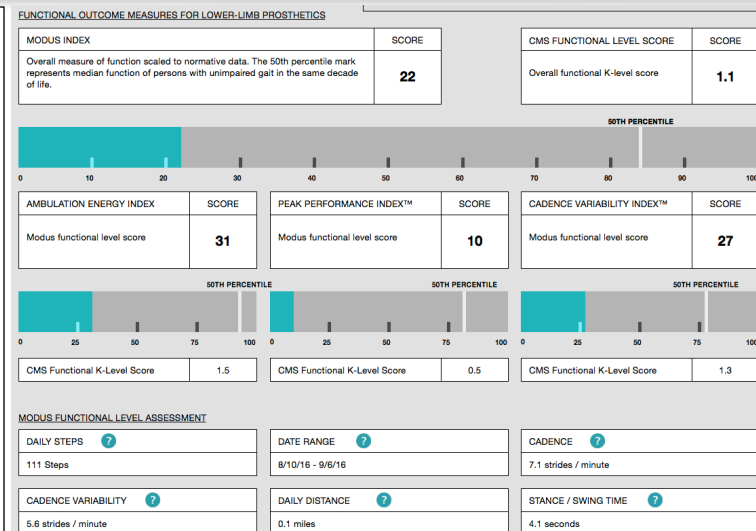 FUNCTIONAL OUTCOME MEASURES FOR LOWER-LIMB PROSTHETICS
MODUS INDEX SCORE
Overall measure of function scaled to normative data. The 50th percentile mark
represents median function of persons with unimpaired gait in the same decade
of life.
22
CMS FUNCTIONAL LEVEL SCORE SCORE
Overall functional K-level score 1.1
50TH PERCENTILE
0 10 20 30 40 50 60 70 80 90 100
AMBULATION ENERGY INDEX SCORE
Modus functional level score 31
PEAK PERFORMANCE INDEX™ SCORE
Modus functional level score 10
CADENCE VARIABILITY INDEX™ SCORE
Modus functional level score 27
50TH PERCENTILE
0 25 50 75 100
50TH PERCENTILE
0 25 50 75 100
50TH PERCENTILE
0 25 50 75 100
CMS Functional K-Level Score 1.5
CMS Functional K-Level Score 0.5
CMS Functional K-Level Score 1.3
MODUS FUNCTIONAL LEVEL ASSESSMENT
DAILY STEPS ?
111 Steps
DATE RANGE ?
8/10/16 - 9/6/16
CADENCE ?
7.1 strides / minute
CADENCE VARIABILITY ?
5.6 strides / minute
DAILY DISTANCE ?
0.1 miles
STANCE / SWING TIME ?
4.1 seconds